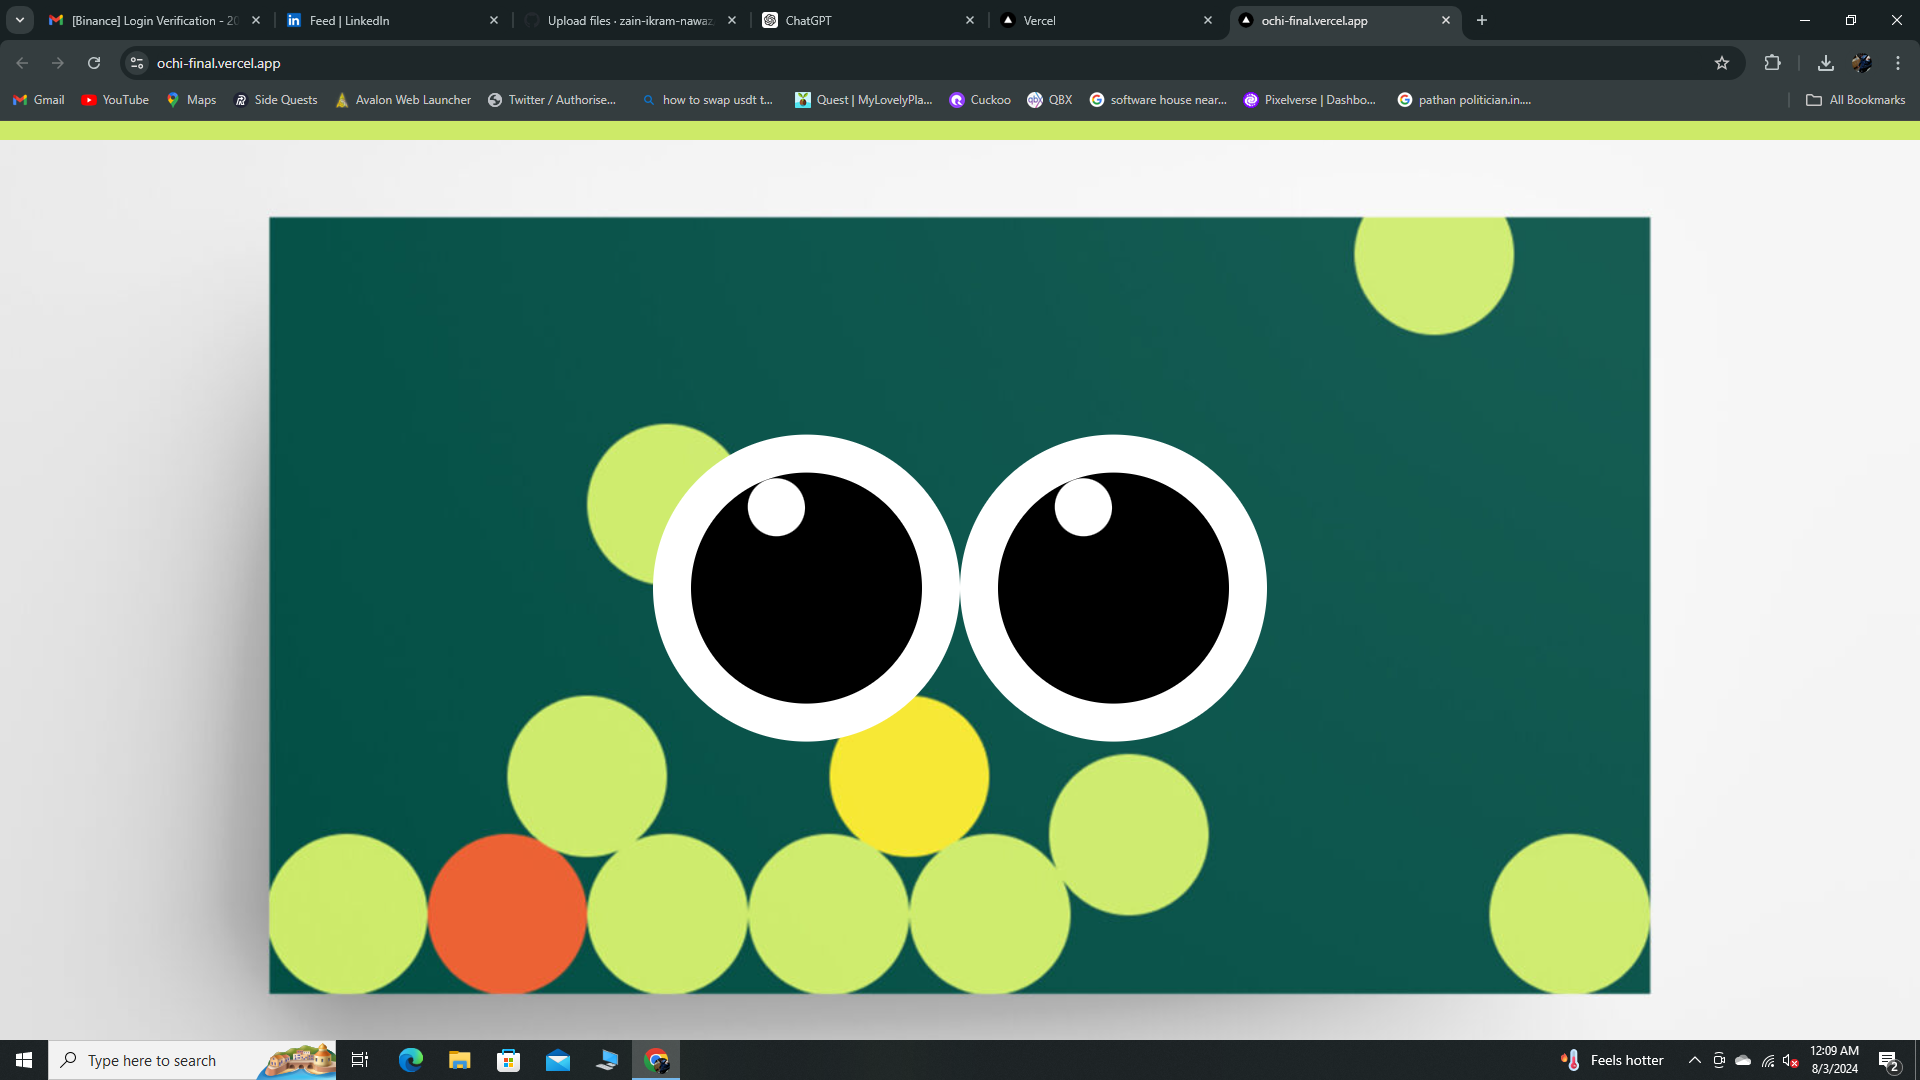 [Binance] Login Verification - 20
Feed | LinkedIn
Upload files · zain-ikram-nawaz
ChatGPT
Vercel
ochi-final.vercel.app
ochi-final.vercel.app
Gmail
YouTube
Maps
Side Quests
Avalon Web Launcher
Twitter / Authorise...
how to swap usdt t...
Quest | MyLovelyPla...
Cuckoo
QBX
software house near...
Pixelverse | Dashbo...
pathan politician.in....
All Bookmarks
Type here to search
Feels hotter
12:09 AM
8/3/2024
2